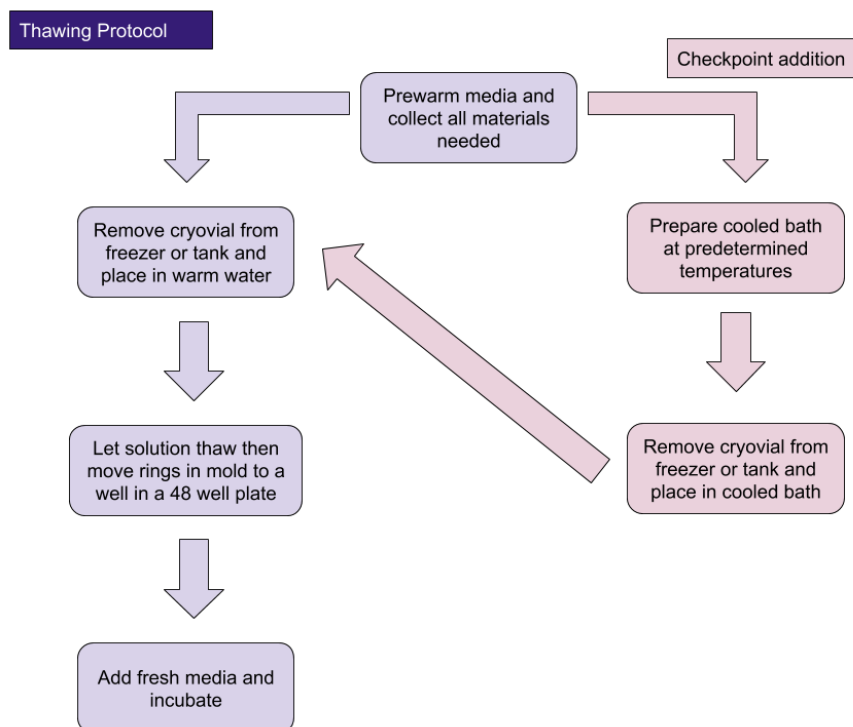 Thawing Protocol
Checkpoint addition
Prewarm media and
collect all materials
needed
Remove cryovial from
freezer or tank and
place in warm water
Prepare cooled bath
at predetermined
temperatures
Let solution thaw then
move rings in mold to a
well in a 48 well plate
Remove cryovial from
freezer or tank and
place in cooled bath
Add fresh media and
incubate